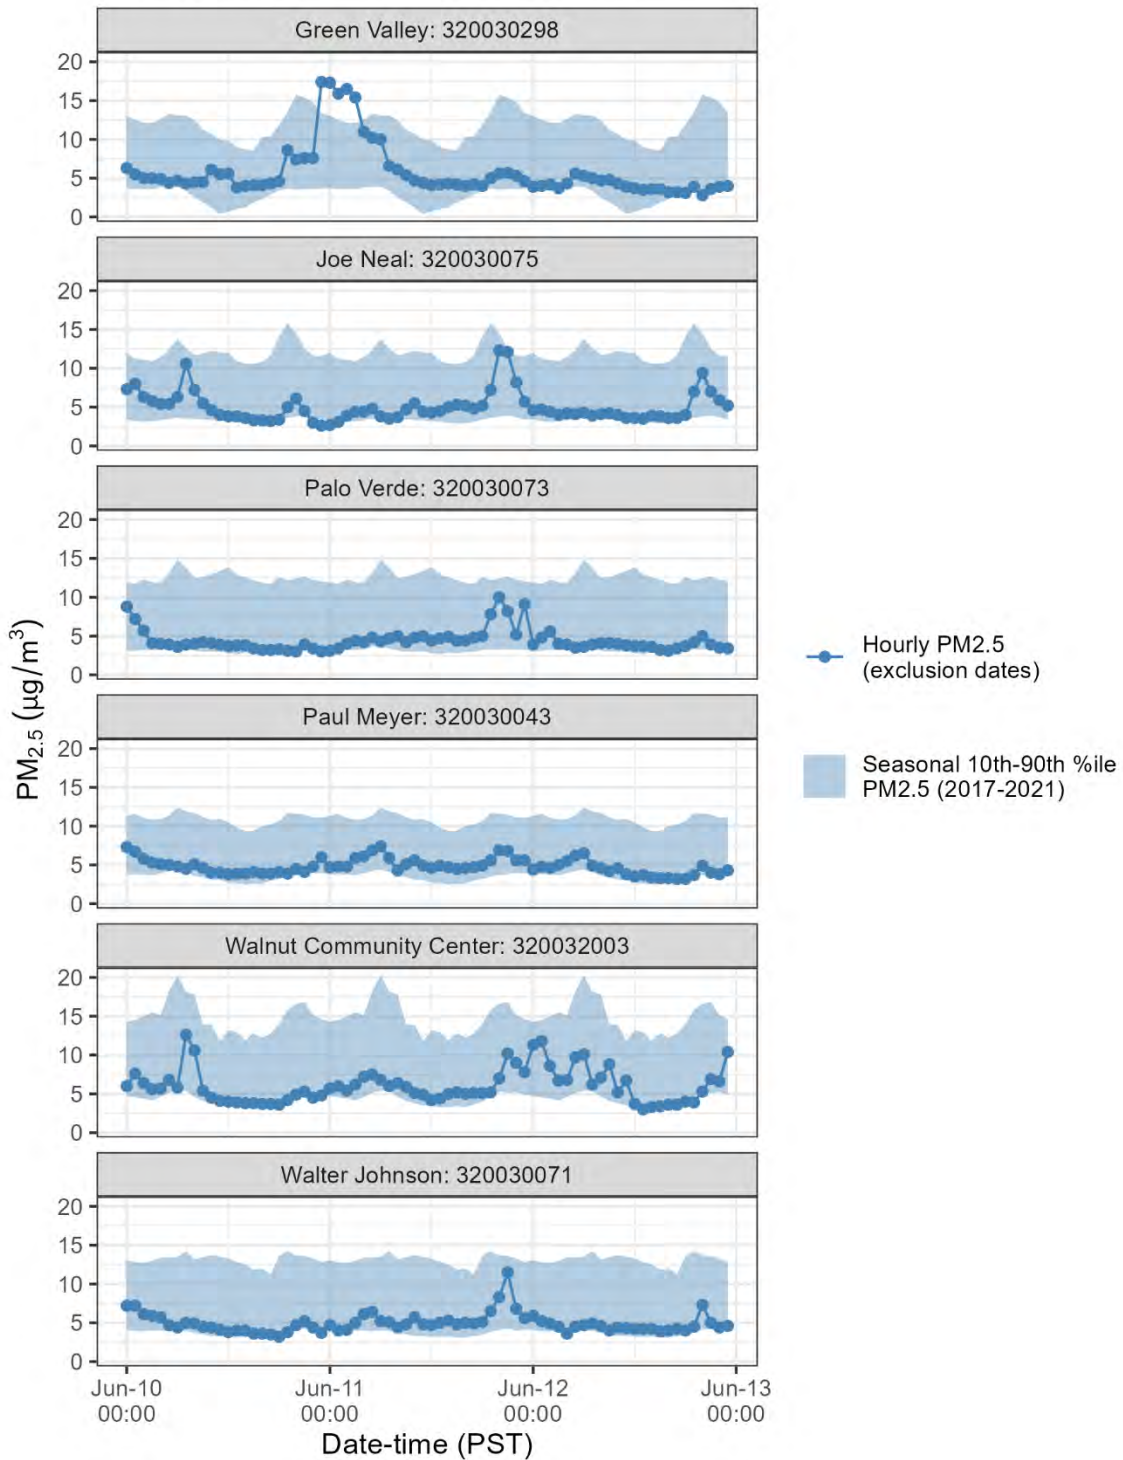 Green Valley: 320030298
20
15
10
5
0
Joe Neal: 320030075
20
15
10
5
0
Palo Verde: 320030073
20
15
10
5
0
Paul Meyer: 320030043
20
15
10
5
0
Walnut Community Center: 320032003
20
15
10
5
0
Walter Johnson: 320030071
20
15
10
5
0
PM2.5 (µg/m³)
Jun-10
00:00
Jun-11
00:00
Jun-12
00:00
Jun-13
00:00
Date-time (PST)
Hourly PM2.5
(exclusion dates)
Seasonal 10th-90th %ile
PM2.5 (2017-2021)